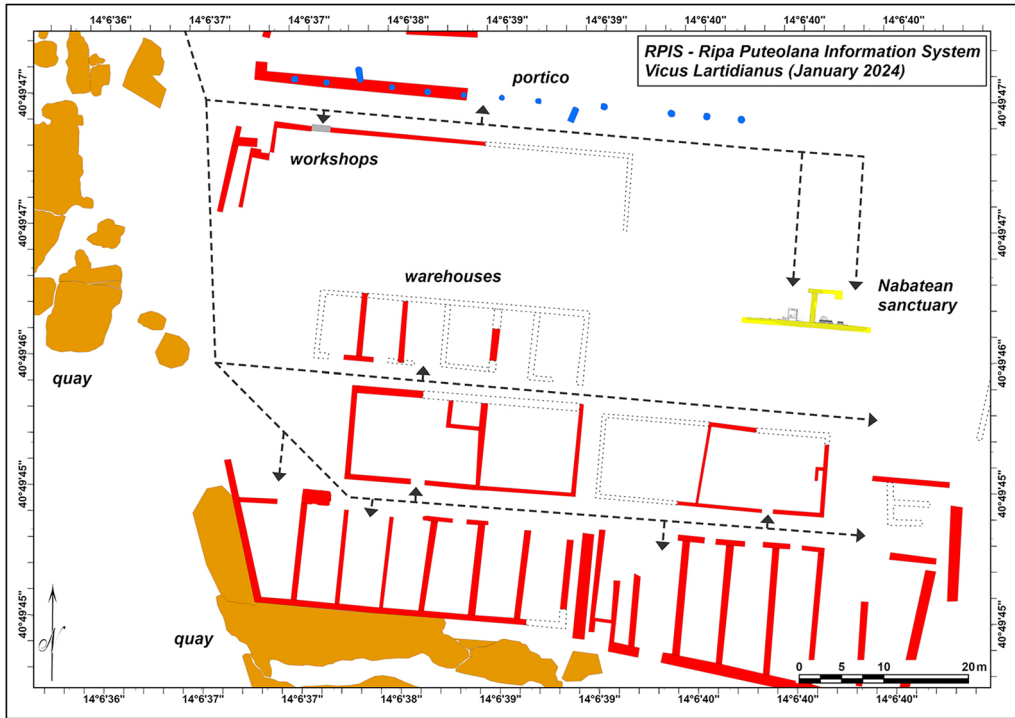 14°6'36" 14°6'37" 14°6'37" 14°6'38" 14°6'39" 14°6'39" 14°6'40" 14°6'40" 14°6'40"
RPIS - Ripa Puteolana Information System
Vicus Lartidianus (January 2024)
portico
workshops
warehouses
Nabatean
sanctuary
quay
quay
40°49'47"
40°49'47"
40°49'46"
40°49'45"
40°49'45"
40°49'47"
40°49'47"
40°49'46"
40°49'45"
40°49'45"
N
0 5 10 20 m
14°6'36" 14°6'37" 14°6'37" 14°6'38" 14°6'39" 14°6'39" 14°6'40" 14°6'40" 14°6'40"